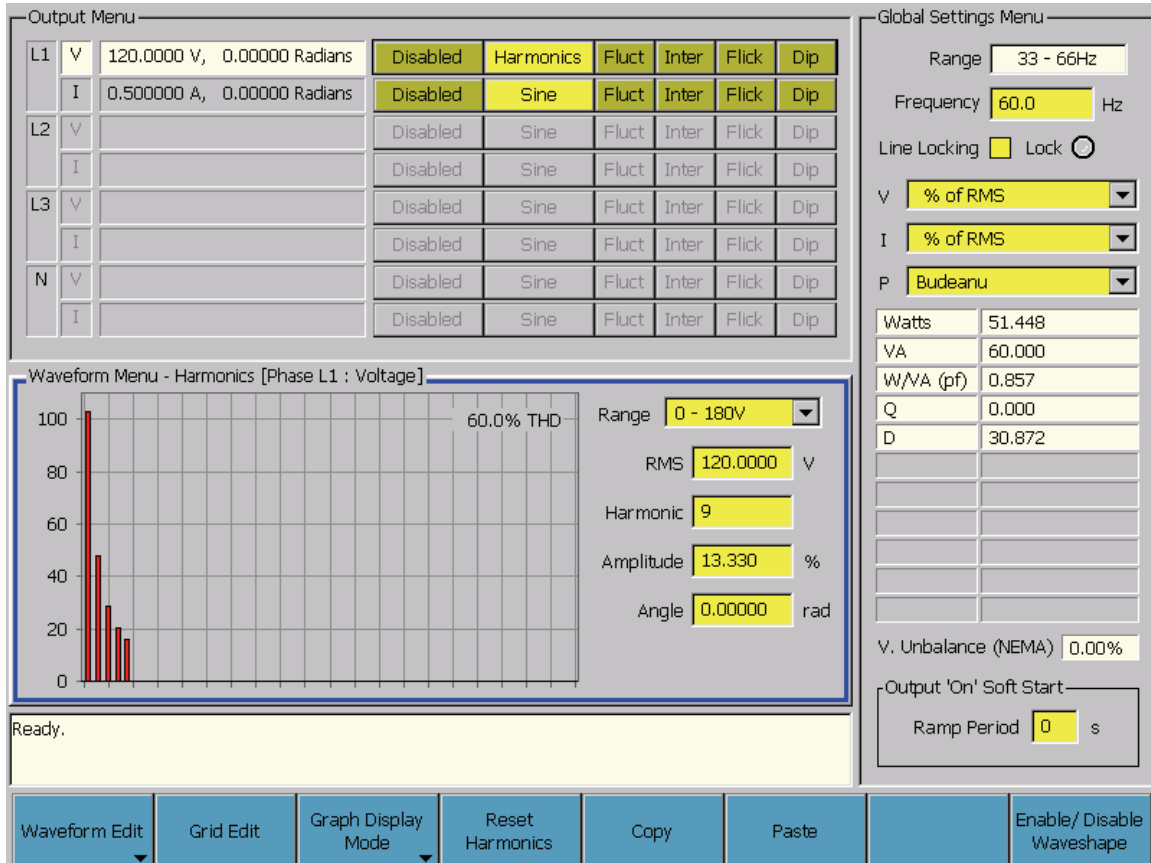 Output Menu
L1 V 120.0000 V, 0.00000 Radians Disabled Harmonics Fluct Inter Flick Dip
I 0.500000 A, 0.00000 Radians Disabled Sine Fluct Inter Flick Dip
L2 V Disabled Sine Fluct Inter Flick Dip
I Disabled Sine Fluct Inter Flick Dip
L3 V Disabled Sine Fluct Inter Flick Dip
I Disabled Sine Fluct Inter Flick Dip
N V Disabled Sine Fluct Inter Flick Dip
I Disabled Sine Fluct Inter Flick Dip
Waveform Menu - Harmonics [Phase L1 : Voltage]
100
80
60
40
20
0
60.0% THD
Range 0 - 180V
RMS 120.0000 V
Harmonic 9
Amplitude 13.330 %
Angle 0.00000 rad
Ready.
Global Settings Menu
Range 33 - 66Hz
Frequency 60.0 Hz
Line Locking Lock
V % of RMS
I % of RMS
P Budeanu
Watts 51.448
VA 60.000
W/VA (pf) 0.857
Q 0.000
D 30.872
V. Unbalance (NEMA) 0.00%
Output 'On' Soft Start
Ramp Period 0 s
Waveform Edit
Grid Edit
Graph Display
Mode
Reset
Harmonics
Copy
Paste
Enable/ Disable
Waveshape